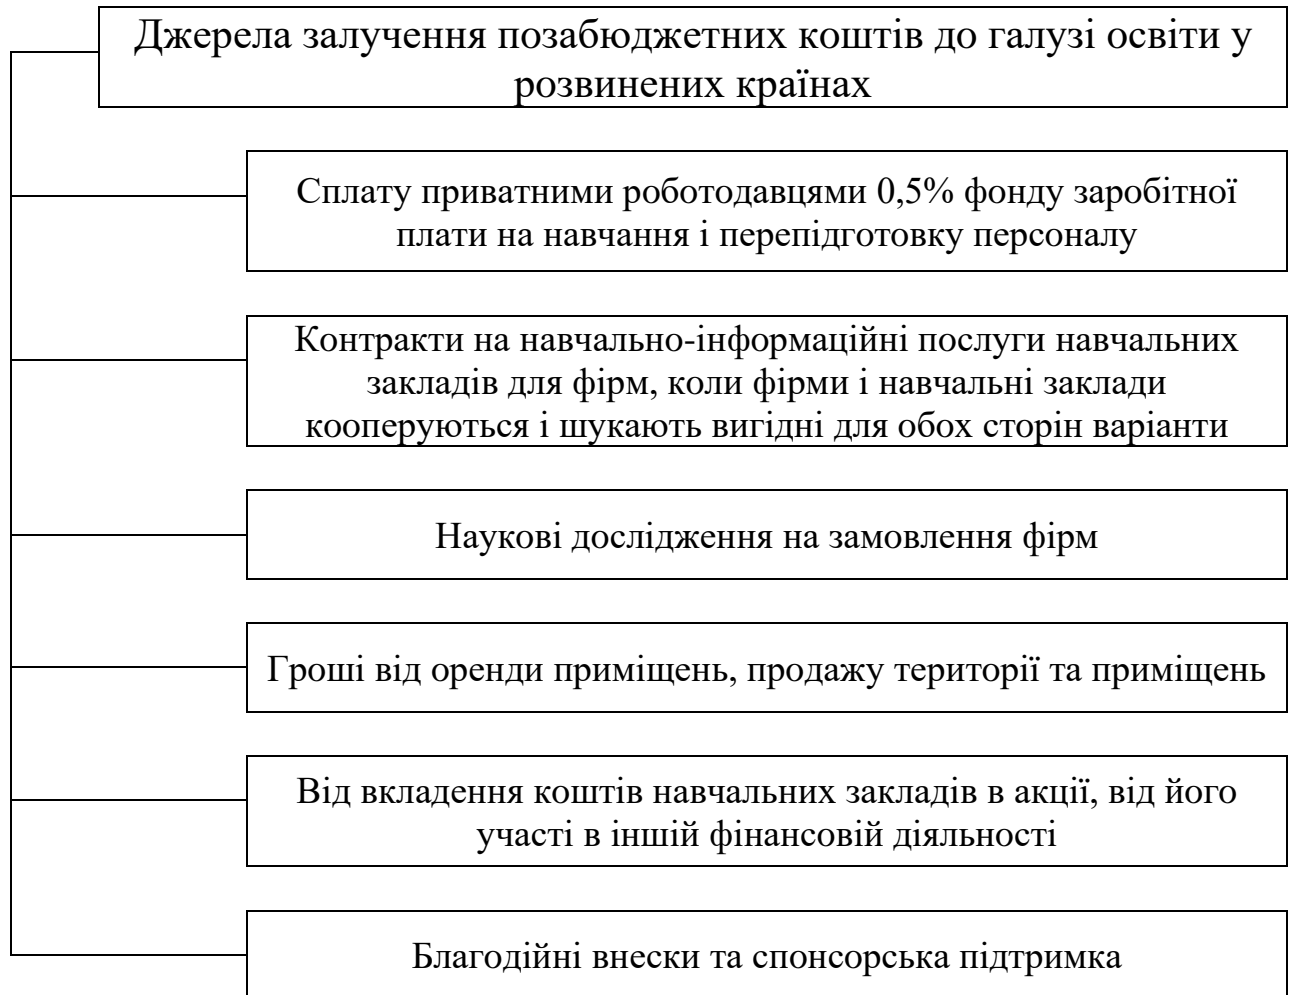 Джерела залучення позабюджетних коштів до галузі освіти у
розвинених країнах
Сплату приватними роботодавцями 0,5% фонду заробітної
плати на навчання і перепідготовку персоналу
Контракти на навчально-інформаційні послуги навчальних
закладів для фірм, коли фірми і навчальні заклади
кооперуються і шукають вигідні для обох сторін варіанти
Наукові дослідження на замовлення фірм
Гроші від оренди приміщень, продажу території та приміщень
Від вкладення коштів навчальних закладів в акції, від його
участі в іншій фінансовій діяльності
Благодійні внески та спонсорська підтримка